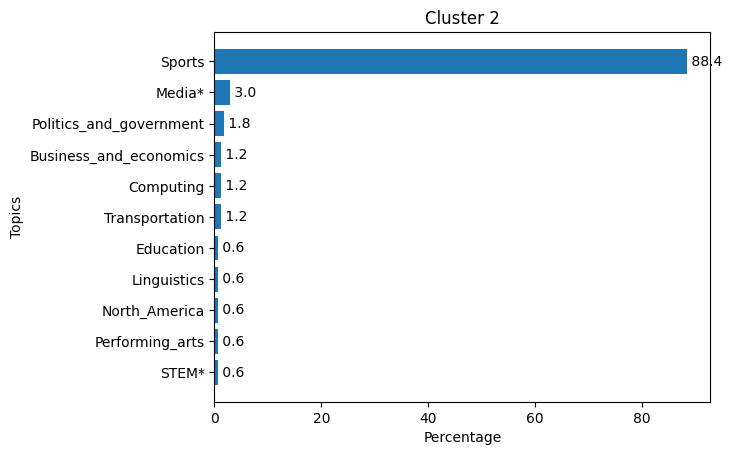 Cluster 2
Topics
Sports 88.4
Media* 3.0
Politics_and_government 1.8
Business_and_economics 1.2
Computing 1.2
Transportation 1.2
Education 0.6
Linguistics 0.6
North_America 0.6
Performing_arts 0.6
STEM* 0.6
0 20 40 60 80
Percentage